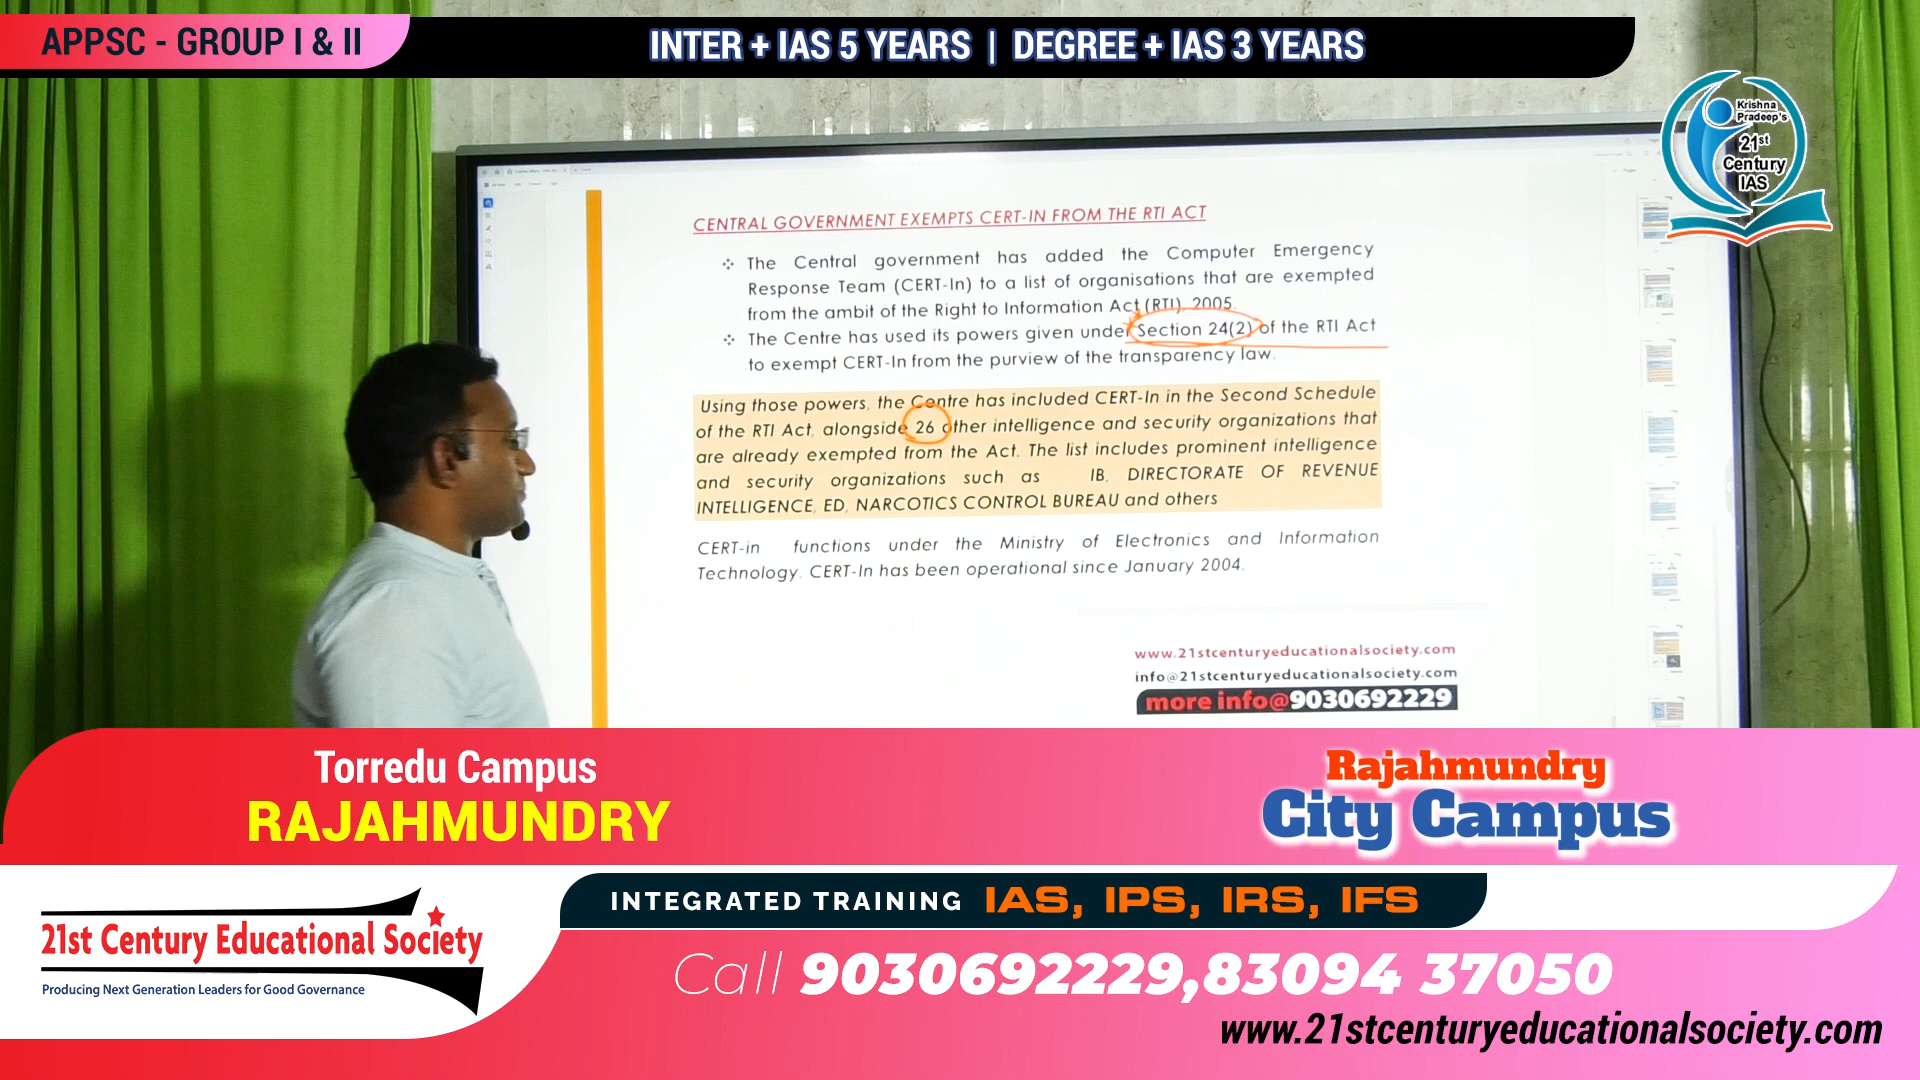 APPSC - GROUP I & II
INTER + IAS 5 YEARS | DEGREE + IAS 3 YEARS
Krishna
Pradeep's
21st
Century
IAS
CENTRAL GOVERNMENT EXEMPTS CERT-IN FROM THE RTI ACT
❖ The Central government has added the Computer Emergency
Response Team (CERT-In) to a list of organisations that are exempted
from the ambit of the Right to Information Act (RTI), 2005.
❖ The Centre has used its powers given under Section 24(2) of the RTI Act
to exempt CERT-In from the purview of the transparency law.
Using those powers, the Centre has included CERT-In in the Second Schedule
of the RTI Act, alongside 26 other intelligence and security organizations that
are already exempted from the Act. The list includes prominent intelligence
and security organizations such as IB, DIRECTORATE OF REVENUE
INTELLIGENCE, ED, NARCOTICS CONTROL BUREAU and others
CERT-in functions under the Ministry of Electronics and Information
Technology. CERT-In has been operational since January 2004.
www.21stcenturyeducationalsociety.com
info@21stcenturyeducationalsociety.com
more info@9030692229
Torredu Campus
RAJAHMUNDRY
Rajahmundry
City Campus
INTEGRATED TRAINING IAS, IPS, IRS, IFS
21st Century Educational Society
Producing Next Generation Leaders for Good Governance
Call 9030692229,83094 37050
www.21stcenturyeducationalsociety.com